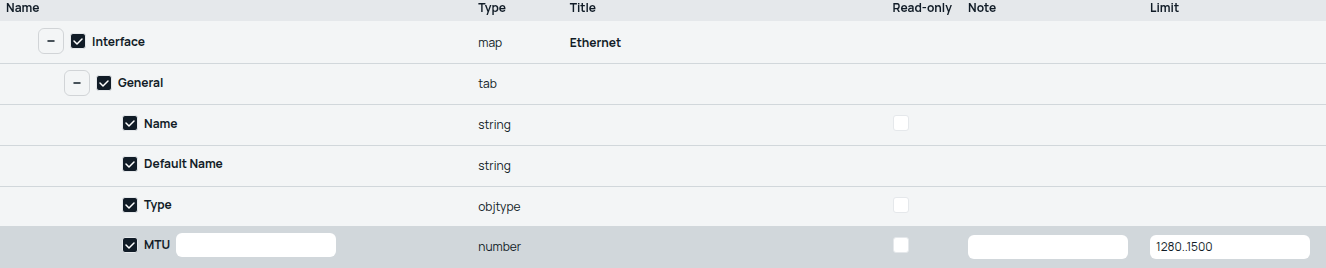 Name Type Title Read-only Note Limit
Interface map Ethernet
General tab
Name string
Default Name string
Type objtype
MTU number 1280..1500